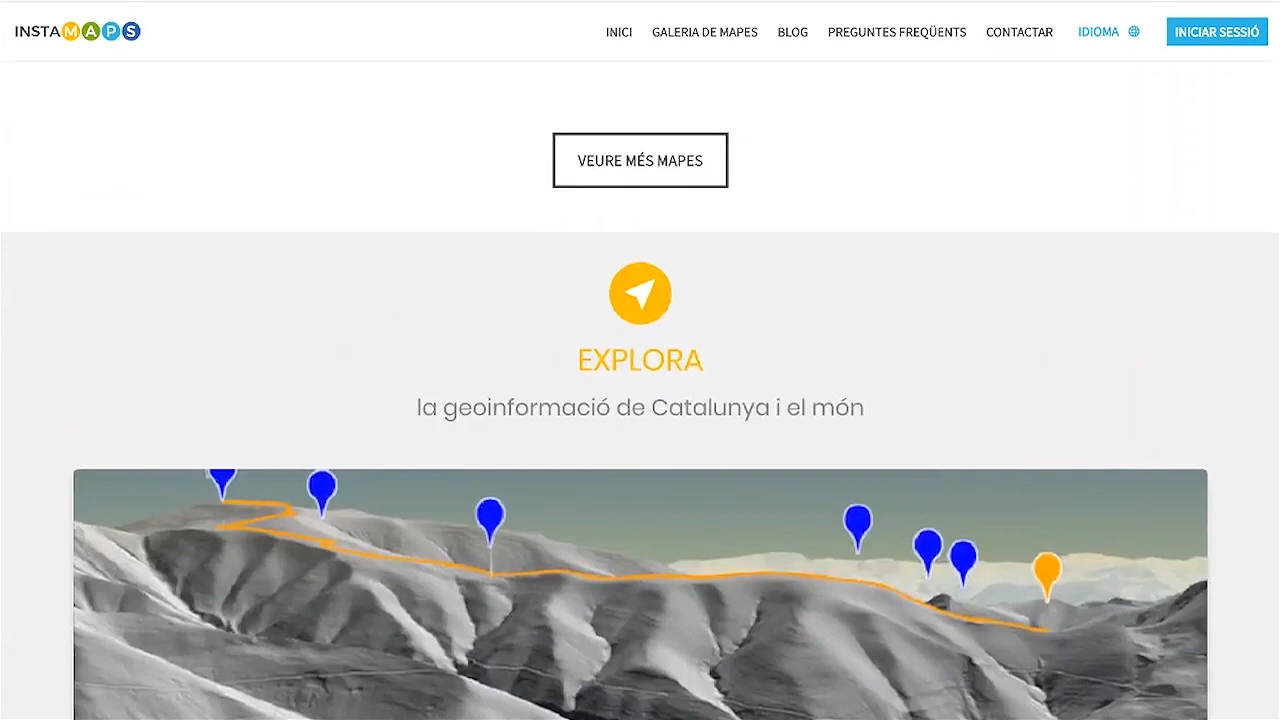 INSTAMAPS
INICI GALERIA DE MAPES BLOG PREGUNTES FREQÜENTS CONTACTAR IDIOMA INICIAR SESSIÓ
VEURE MÉS MAPES
EXPLORA
la geoinformació de Catalunya i el món